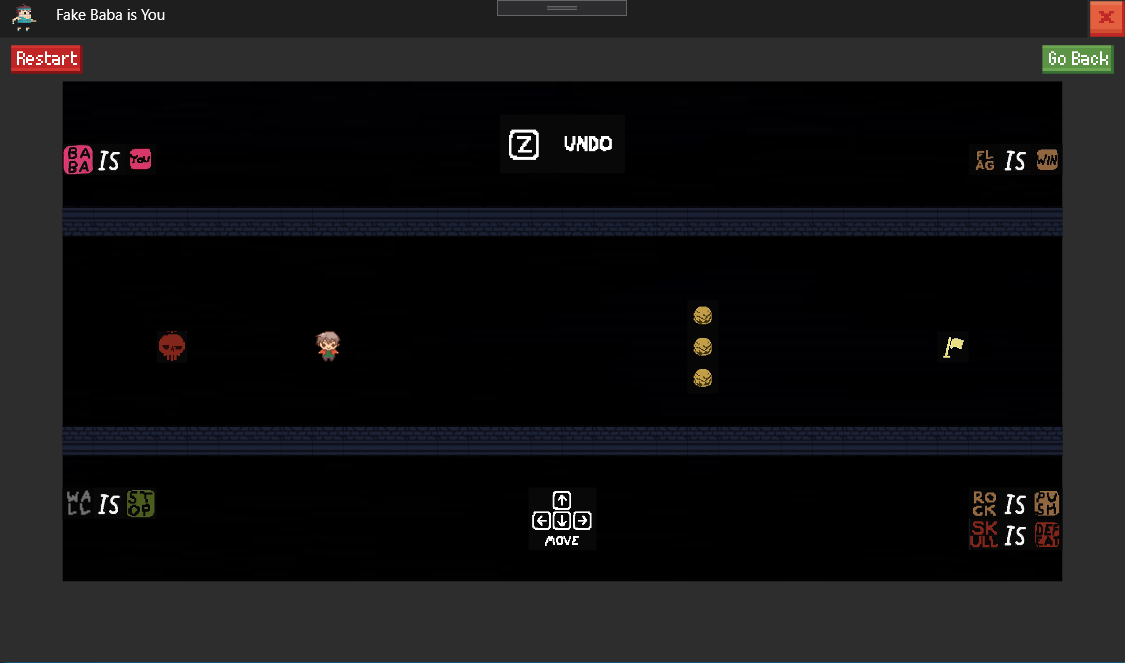 Fake Baba is You
Restart
Go Back
BABA IS YOU
Z UNDO
FLAG IS WIN
WALL IS STOP
MOVE
ROCK IS PUSH
SKULL IS DEFEAT